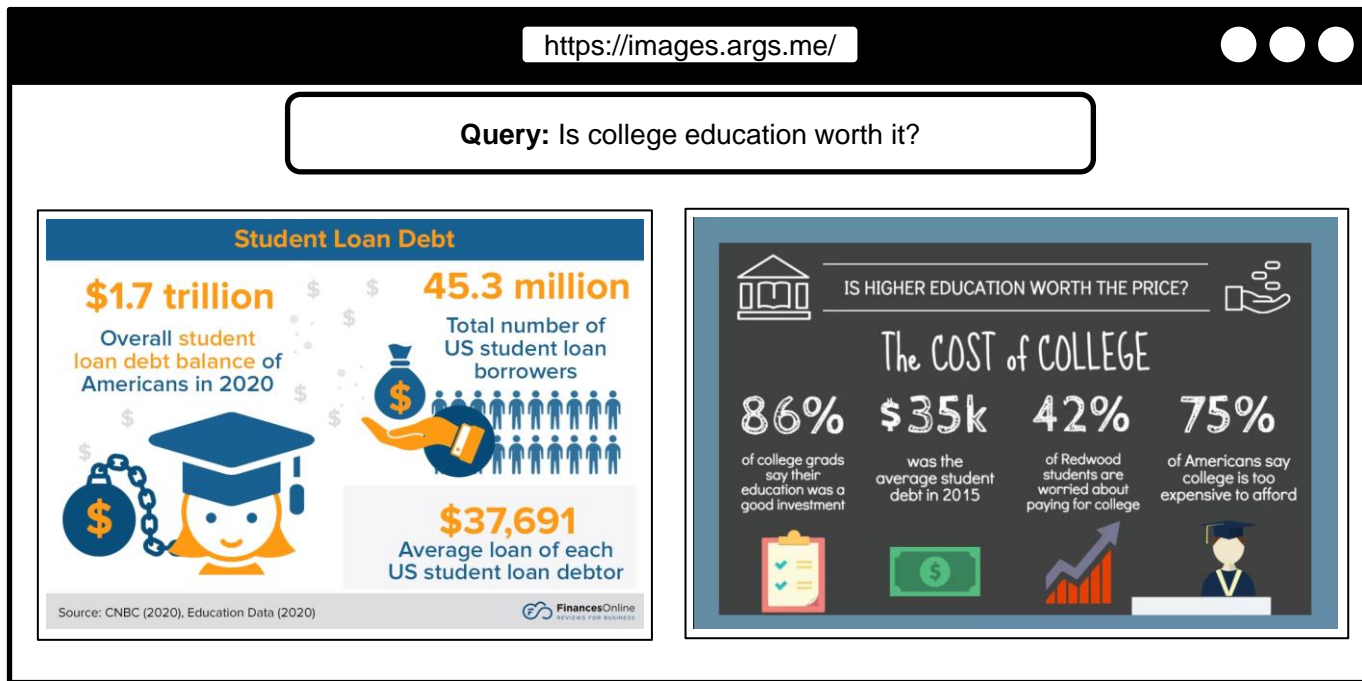 https://images.args.me/
Query: Is college education worth it?
Student Loan Debt
$1.7 trillion
Overall student
loan debt balance of
Americans in 2020
45.3 million
Total number of
US student loan
borrowers
$37,691
Average loan of each
US student loan debtor
Source: CNBC (2020), Education Data (2020)
FinancesOnline
REVIEWS FOR BUSINESS
IS HIGHER EDUCATION WORTH THE PRICE?
The COST of COLLEGE
86%
of college grads
say their
education was a
good investment
$35k
was the
average student
debt in 2015
42%
of Redwood
students are
worried about
paying for college
75%
of Americans say
college is too
expensive to afford